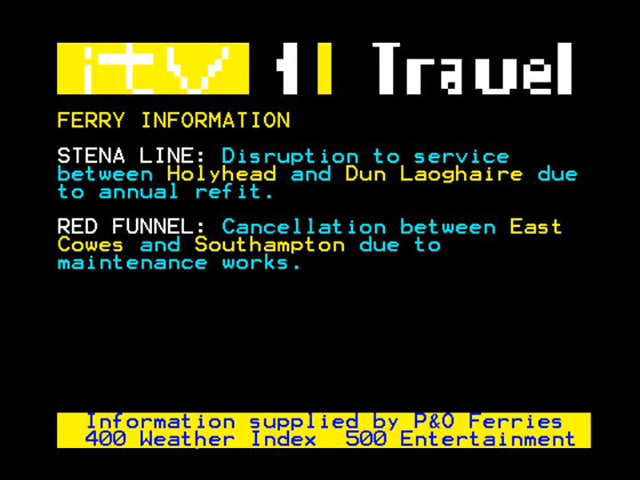 itv 1 Travel
FERRY INFORMATION
STENA LINE: Disruption to service
between Holyhead and Dun Laoghaire due
to annual refit.
RED FUNNEL: Cancellation between East
Cowes and Southampton due to
maintenance works.
Information supplied by P&O Ferries
400 Weather Index 500 Entertainment